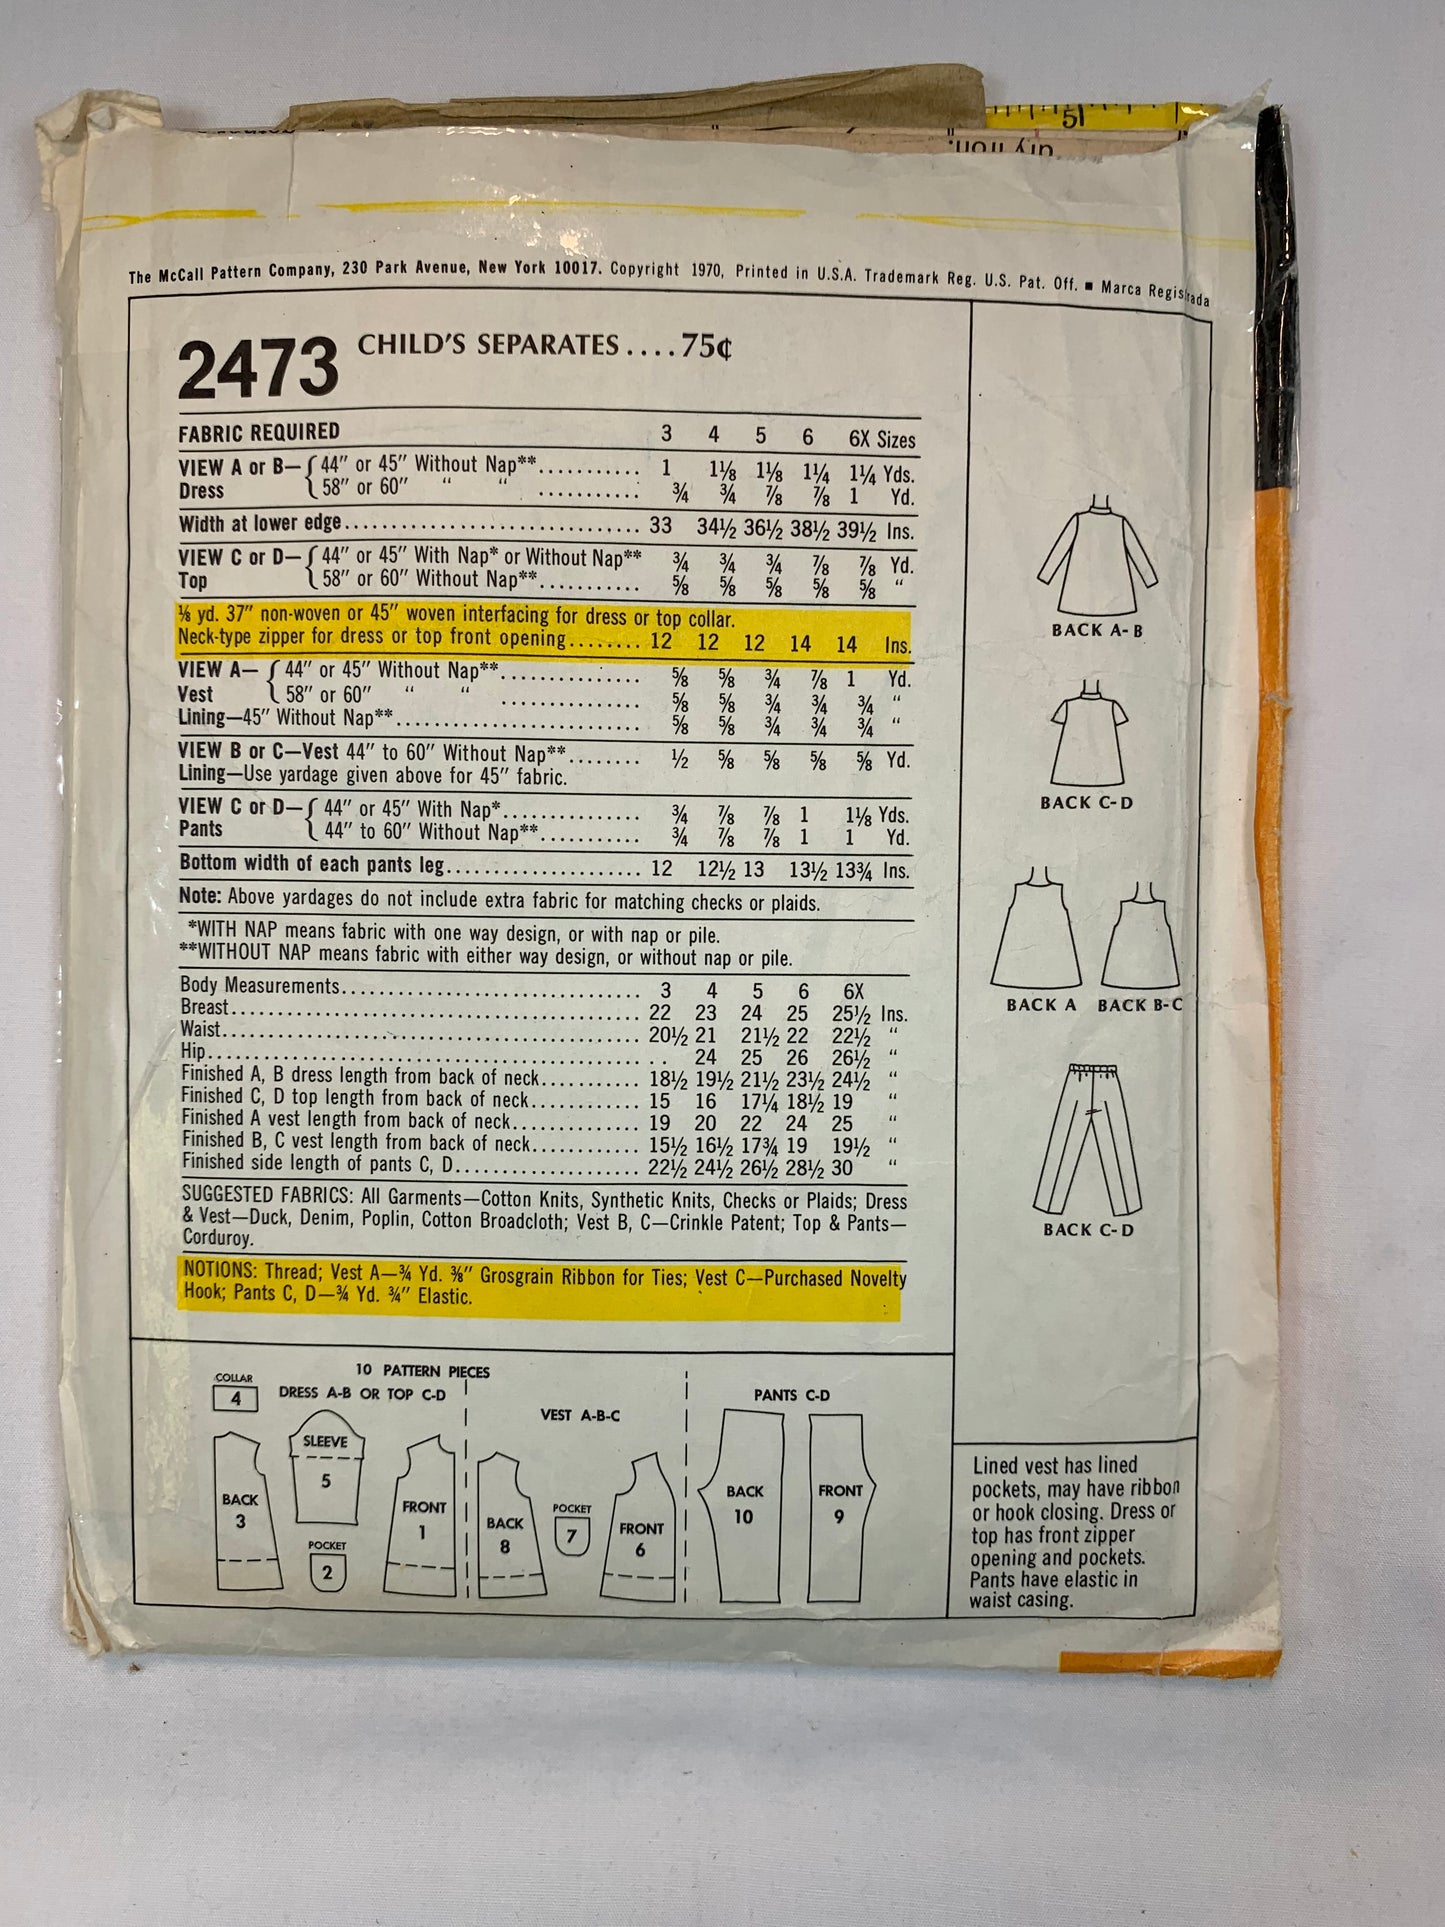 5
The McCall Pattern Company, 230 Park Avenue, New York 10017. Copyright 1970, Printed in U.S.A. Trademark Reg. U.S. Pat. Off. ■ Marca Registrada
2473 CHILD'S SEPARATES....75¢
FABRIC REQUIRED 3 4 5 6 6X Sizes
VIEW A or B—{44" or 45" Without Nap**........... 1 1⅛ 1⅛ 1¼ 1¼ Yds.
Dress {58" or 60" " " ........... ¾ ¾ ⅞ ⅞ 1 Yd.
Width at lower edge.............................. 33 34½ 36½ 38½ 39½ Ins.
VIEW C or D—{44" or 45" With Nap* or Without Nap** ¾ ¾ ¾ ⅞ ⅞ Yd.
Top {58" or 60" Without Nap**........... ⅝ ⅝ ⅝ ⅝ ⅝ "
⅛ yd. 37" non-woven or 45" woven interfacing for dress or top collar.
Neck-type zipper for dress or top front opening........ 12 12 12 14 14 Ins.
VIEW A— {44" or 45" Without Nap**............... ⅝ ⅝ ¾ ⅞ 1 Yd.
Vest {58" or 60" " " ............... ⅝ ⅝ ¾ ¾ ¾ "
Lining—45" Without Nap**.......................... ⅝ ⅝ ¾ ¾ ¾ "
VIEW B or C—Vest 44" to 60" Without Nap**........ ½ ⅝ ⅝ ⅝ ⅝ Yd.
Lining—Use yardage given above for 45" fabric.
VIEW C or D—{44" or 45" With Nap*............... ¾ ⅞ ⅞ 1 1⅛ Yds.
Pants {44" to 60" Without Nap**........... ¾ ⅞ ⅞ 1 1 Yd.
Bottom width of each pants leg..................... 12 12½ 13 13½ 13¾ Ins.
Note: Above yardages do not include extra fabric for matching checks or plaids.
*WITH NAP means fabric with one way design, or with nap or pile.
**WITHOUT NAP means fabric with either way design, or without nap or pile.
Body Measurements................................ 3 4 5 6 6X
Breast............................................ 22 23 24 25 25½ Ins.
Waist............................................. 20½ 21 21½ 22 22½ "
Hip............................................... .. 24 25 26 26½ "
Finished A, B dress length from back of neck........... 18½ 19½ 21½ 23½ 24½ "
Finished C, D top length from back of neck............ 15 16 17¼ 18½ 19 "
Finished A vest length from back of neck.............. 19 20 22 24 25 "
Finished B, C vest length from back of neck............ 15½ 16½ 17¾ 19 19½ "
Finished side length of pants C, D.................... 22½ 24½ 26½ 28½ 30 "
SUGGESTED FABRICS: All Garments—Cotton Knits, Synthetic Knits, Checks or Plaids; Dress
& Vest—Duck, Denim, Poplin, Cotton Broadcloth; Vest B, C—Crinkle Patent; Top & Pants—
Corduroy.
NOTIONS: Thread; Vest A—¾ Yd. ⅜" Grosgrain Ribbon for Ties; Vest C—Purchased Novelty
Hook; Pants C, D—¾ Yd. ¾" Elastic.
BACK A-B
BACK C-D
BACK A BACK B-C
BACK C-D
10 PATTERN PIECES
COLLAR
4
DRESS A-B OR TOP C-D
SLEEVE
5
BACK
3
POCKET
2
FRONT
1
VEST A-B-C
BACK
8
POCKET
7
FRONT
6
PANTS C-D
BACK
10
FRONT
9
Lined vest has lined
pockets, may have ribbon
or hook closing. Dress or
top has front zipper
opening and pockets.
Pants have elastic in
waist casing.